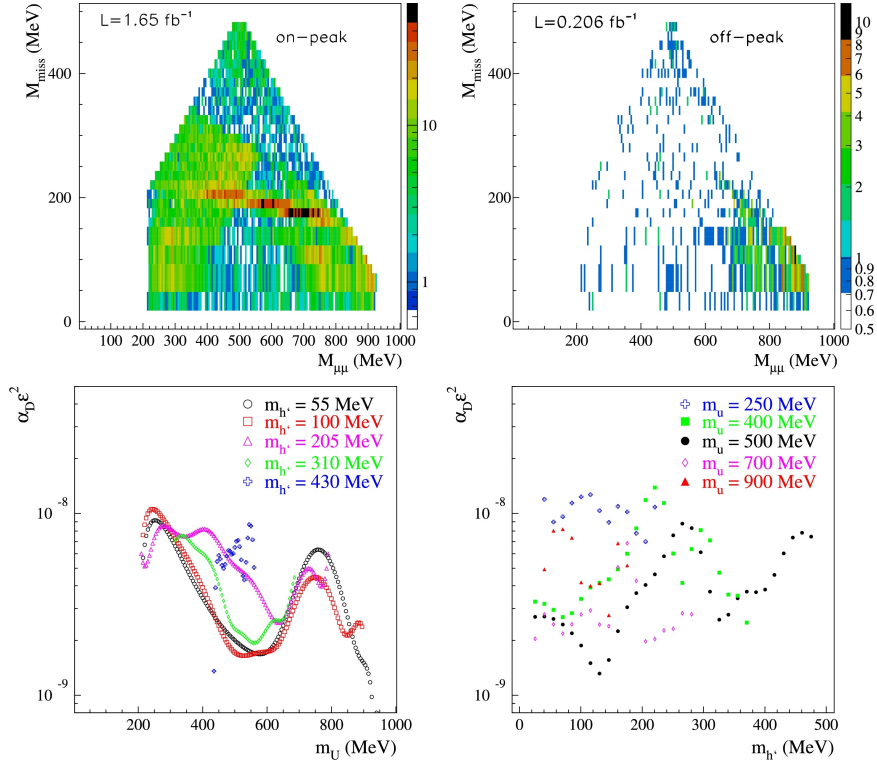 L=1.65 fb⁻¹
on-peak
M_miss (MeV)
400
200
0
100 200 300 400 500 600 700 800 900 1000
M_μμ (MeV)
10
1
L=0.206 fb⁻¹
off-peak
M_miss (MeV)
400
200
0
200 400 600 800 1000
M_μμ (MeV)
10
9
8
7
6
5
4
3
2
1
0.9
0.8
0.7
0.6
0.5
α_D ε²
m_h‘ = 55 MeV
m_h‘ = 100 MeV
m_h‘ = 205 MeV
m_h‘ = 310 MeV
m_h‘ = 430 MeV
10⁻⁸
10⁻⁹
200 400 600 800 1000
m_U (MeV)
α_D ε²
m_u = 250 MeV
m_u = 400 MeV
m_u = 500 MeV
m_u = 700 MeV
m_u = 900 MeV
10⁻⁸
10⁻⁹
0 100 200 300 400 500
m_h‘ (MeV)